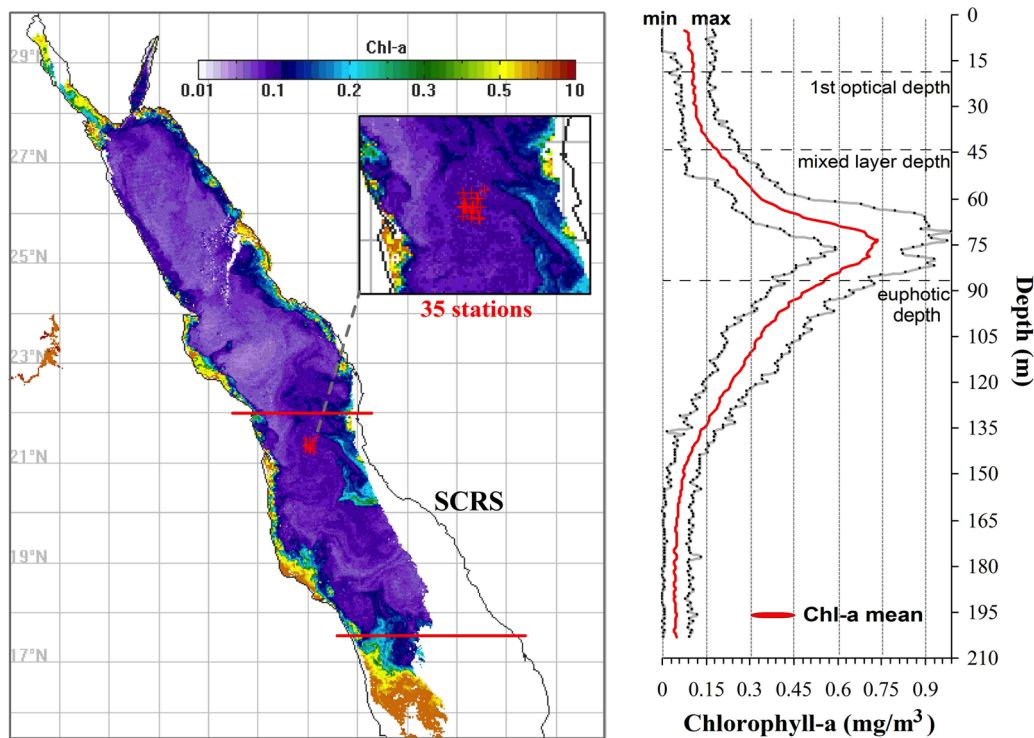 Chl-a
0.01 0.1 0.2 0.3 0.5 10
29°N
27°N
25°N
23°N
21°N
19°N
17°N
35 stations
SCRS
min max
0
15
30
45
60
75
90
105
120
135
150
165
180
195
210
1st optical depth
mixed layer depth
euphotic
depth
Depth (m)
Chl-a mean
0 0.15 0.3 0.45 0.6 0.75 0.9
Chlorophyll-a (mg/m³)